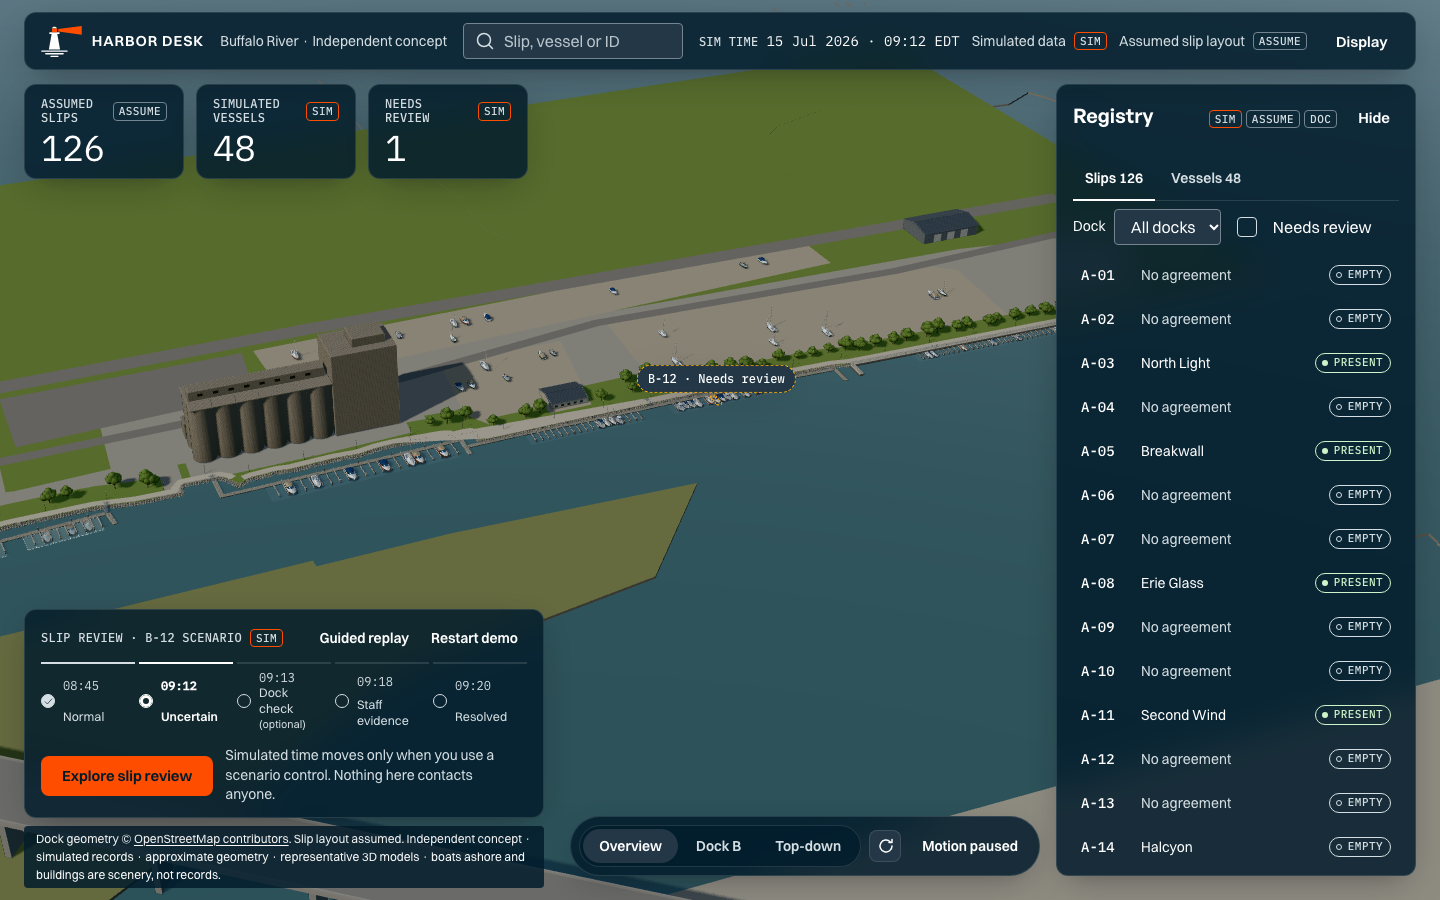 HARBOR DESK
Buffalo River · Independent concept
Slip, vessel or ID
SIM TIME 15 Jul 2026 · 09:12 EDT
Simulated data SIM
Assumed slip layout ASSUME
Display
ASSUMED SLIPS ASSUME
126
SIMULATED VESSELS SIM
48
NEEDS REVIEW SIM
1
B-12 · Needs review
Registry SIM ASSUME DOC Hide
Slips 126 Vessels 48
Dock All docks Needs review
A-01 No agreement EMPTY
A-02 No agreement EMPTY
A-03 North Light PRESENT
A-04 No agreement EMPTY
A-05 Breakwall PRESENT
A-06 No agreement EMPTY
A-07 No agreement EMPTY
A-08 Erie Glass PRESENT
A-09 No agreement EMPTY
A-10 No agreement EMPTY
A-11 Second Wind PRESENT
A-12 No agreement EMPTY
A-13 No agreement EMPTY
A-14 Halcyon PRESENT
SLIP REVIEW · B-12 SCENARIO SIM Guided replay Restart demo
08:45 Normal
09:12 Uncertain
09:13 Dock check (optional)
09:18 Staff evidence
09:20 Resolved
Explore slip review
Simulated time moves only when you use a
scenario control. Nothing here contacts
anyone.
Dock geometry © OpenStreetMap contributors. Slip layout assumed. Independent concept ·
simulated records · approximate geometry · representative 3D models · boats ashore and
buildings are scenery, not records.
Overview Dock B Top-down Motion paused